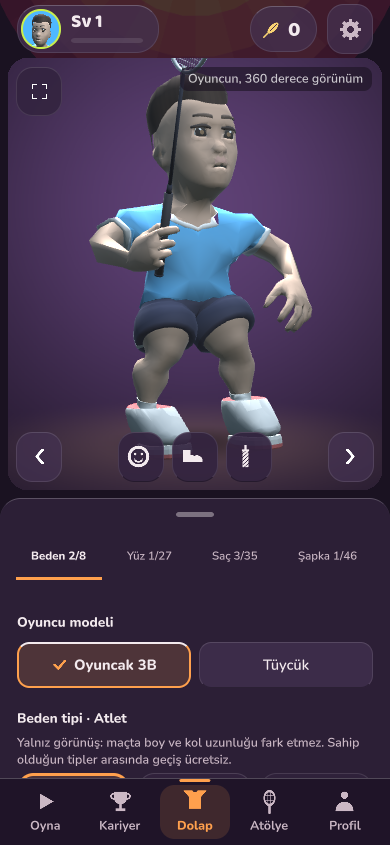 Sv 1
0
Oyuncun, 360 derece görünüm
Beden 2/8
Yüz 1/27
Saç 3/35
Şapka 1/46
Oyuncu modeli
Oyuncak 3B
Tüycük
Beden tipi · Atlet
Yalnız görünüş: maçta boy ve kol uzunluğu fark etmez. Sahip
olduğun tipler arasında geçiş ücretsiz.
Oyna
Kariyer
Dolap
Atölye
Profil